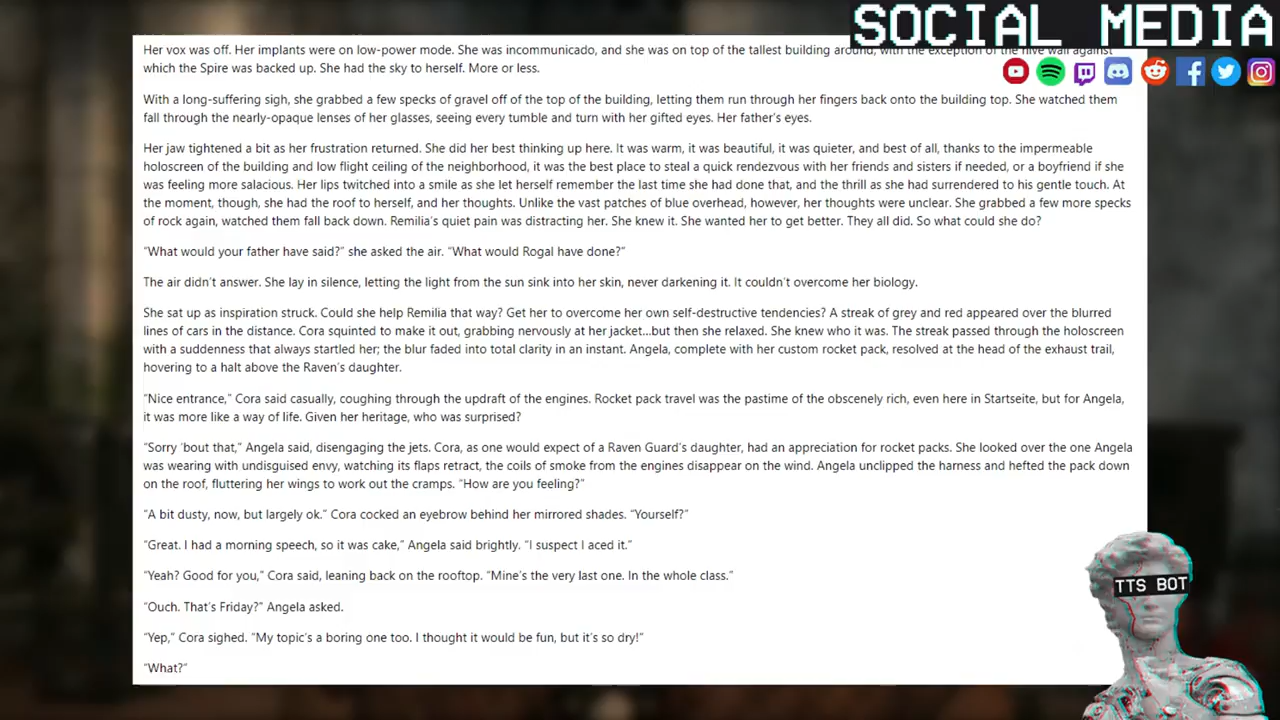 SOCIAL MEDIA
Her vox was off. Her implants were on low-power mode. She was incommunicado, and she was on top of the tallest building around, with the exception of the hive wall against
which the Spire was backed up. She had the sky to herself. More or less.
With a long-suffering sigh, she grabbed a few specks of gravel off of the top of the building, letting them run through her fingers back onto the building top. She watched them
fall through the nearly-opaque lenses of her glasses, seeing every tumble and turn with her gifted eyes. Her father's eyes.
Her jaw tightened a bit as her frustration returned. She did her best thinking up here. It was warm, it was beautiful, it was quieter, and best of all, thanks to the impermeable
holoscreen of the building and low flight ceiling of the neighborhood, it was the best place to steal a quick rendezvous with her friends and sisters if needed, or a boyfriend if she
was feeling more salacious. Her lips twitched into a smile as she let herself remember the last time she had done that, and the thrill as she had surrendered to his gentle touch. At
the moment, though, she had the roof to herself, and her thoughts. Unlike the vast patches of blue overhead, however, her thoughts were unclear. She grabbed a few more specks
of rock again, watched them fall back down. Remilia's quiet pain was distracting her. She knew it. She wanted her to get better. They all did. So what could she do?
“What would your father have said?” she asked the air. “What would Rogal have done?”
The air didn't answer. She lay in silence, letting the light from the sun sink into her skin, never darkening it. It couldn't overcome her biology.
She sat up as inspiration struck. Could she help Remilia that way? Get her to overcome her own self-destructive tendencies? A streak of grey and red appeared over the blurred
lines of cars in the distance. Cora squinted to make it out, grabbing nervously at her jacket…but then she relaxed. She knew who it was. The streak passed through the holoscreen
with a suddenness that always startled her; the blur faded into total clarity in an instant. Angela, complete with her custom rocket pack, resolved at the head of the exhaust trail,
hovering to a halt above the Raven's daughter.
“Nice entrance,” Cora said casually, coughing through the updraft of the engines. Rocket pack travel was the pastime of the obscenely rich, even here in Startseite, but for Angela,
it was more like a way of life. Given her heritage, who was surprised?
“Sorry 'bout that,” Angela said, disengaging the jets. Cora, as one would expect of a Raven Guard's daughter, had an appreciation for rocket packs. She looked over the one Angela
was wearing with undisguised envy, watching its flaps retract, the coils of smoke from the engines disappear on the wind. Angela unclipped the harness and hefted the pack down
on the roof, fluttering her wings to work out the cramps. “How are you feeling?”
“A bit dusty, now, but largely ok.” Cora cocked an eyebrow behind her mirrored shades. “Yourself?”
“Great. I had a morning speech, so it was cake,” Angela said brightly. “I suspect I aced it.”
“Yeah? Good for you,” Cora said, leaning back on the rooftop. “Mine's the very last one. In the whole class.”
“Ouch. That's Friday?” Angela asked.
“Yep,” Cora sighed. “My topic's a boring one too. I thought it would be fun, but it's so dry!”
“What?”
TTS BOT